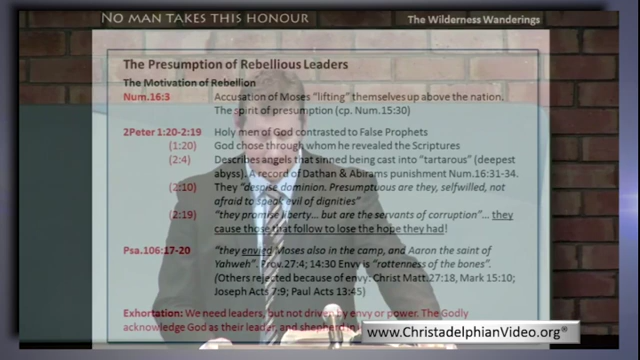 No man takes this honour
The Wilderness Wanderings
The Presumption of Rebellious Leaders
The Motivation of Rebellion
Num.16:3 Accusation of Moses "lifting" themselves up above the nation.
The spirit of presumption (cp. Num.15:30)
2Peter 1:20-2:19 Holy men of God contrasted to False Prophets
(1:20) God chose through whom he revealed the Scriptures
(2:4) Describes angels that sinned being cast into "tartarous" (deepest
abyss). A record of Dathan & Abirams punishment Num.16:31-34.
(2:10) They "despise dominion. Presumptuous are they, selfwilled, not
afraid to speak evil of dignities"
(2:19) "they promise liberty... but are the servants of corruption"... they
cause those that follow to lose the hope they had!
Psa.106:17-20 "they envied Moses also in the camp, and Aaron the saint of
Yahweh". Prov.27:4; 14:30 Envy is "rottenness of the bones".
(Others rejected because of envy: Christ Matt.27:18, Mark 15:10;
Joseph Acts 7:9; Paul Acts 13:45)
Exhortation: We need leaders, but not driven by envy or power. The Godly
acknowledge God as their leader, and shepherd
www.ChristadelphianVideo.org®